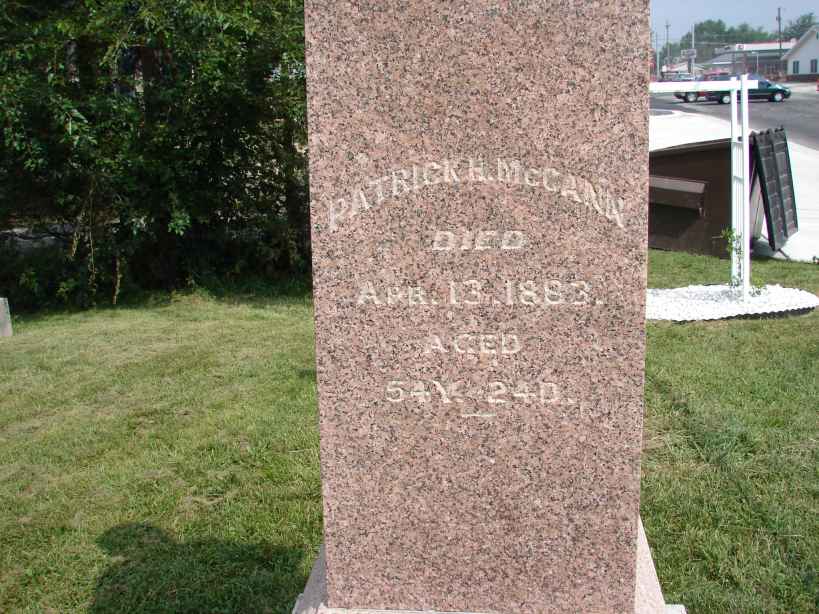 PATRICK H. McCANN
DIED
APR. 13. 1883.
AGED
54Y. 24D.